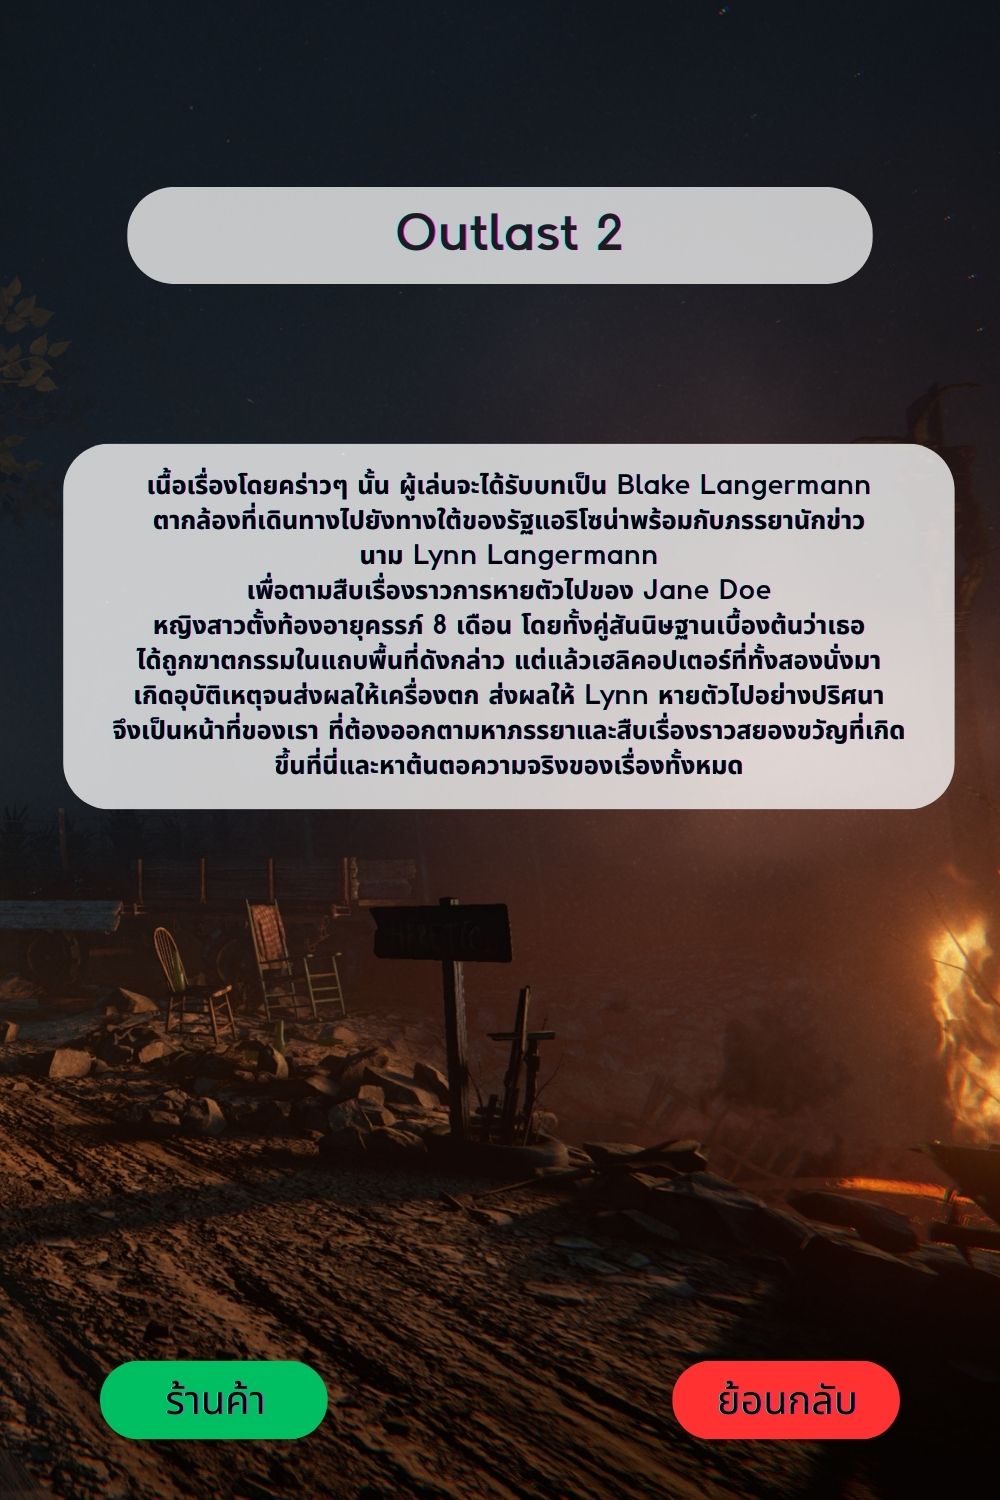 Outlast 2
เนื้อเรื่องโดยคร่าวๆ นั้น ผู้เล่นจะได้รับบทเป็น Blake Langermann
ตากล้องที่เดินทางไปยังทางใต้ของรัฐแอริโซน่าพร้อมกับภรรยานักข่าว
นาม Lynn Langermann
เพื่อตามสืบเรื่องราวการหายตัวไปของ Jane Doe
หญิงสาวตั้งท้องอายุครรภ์ 8 เดือน โดยทั้งคู่สันนิษฐานเบื้องต้นว่าเธอ
ได้ถูกฆาตกรรมในแถบพื้นที่ดังกล่าว แต่แล้วเฮลิคอปเตอร์ที่ทั้งสองนั่งมา
เกิดอุบัติเหตุจนส่งผลให้เครื่องตก ส่งผลให้ Lynn หายตัวไปอย่างปริศนา
จึงเป็นหน้าที่ของเรา ที่ต้องออกตามหาภรรยาและสืบเรื่องราวสยองขวัญที่เกิด
ขึ้นที่นี่และหาต้นตอความจริงของเรื่องทั้งหมด
ร้านค้า
ย้อนกลับ